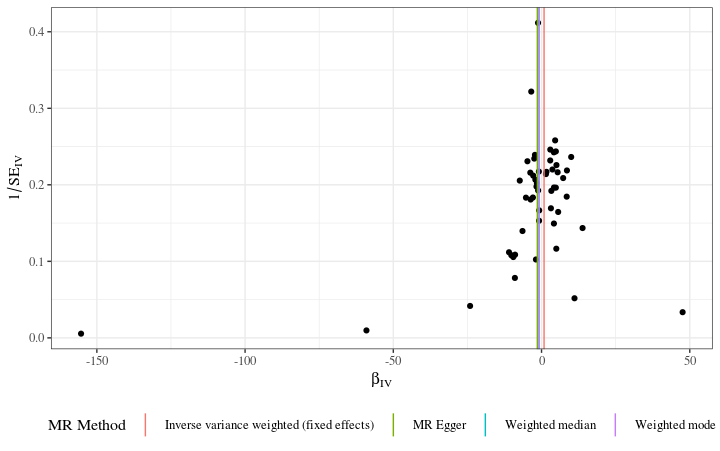 0.4
0.3
0.2
0.1
0.0
1/SE_IV
-150
-100
-50
0
50
β_IV
MR Method
Inverse variance weighted (fixed effects)
MR Egger
Weighted median
Weighted mode